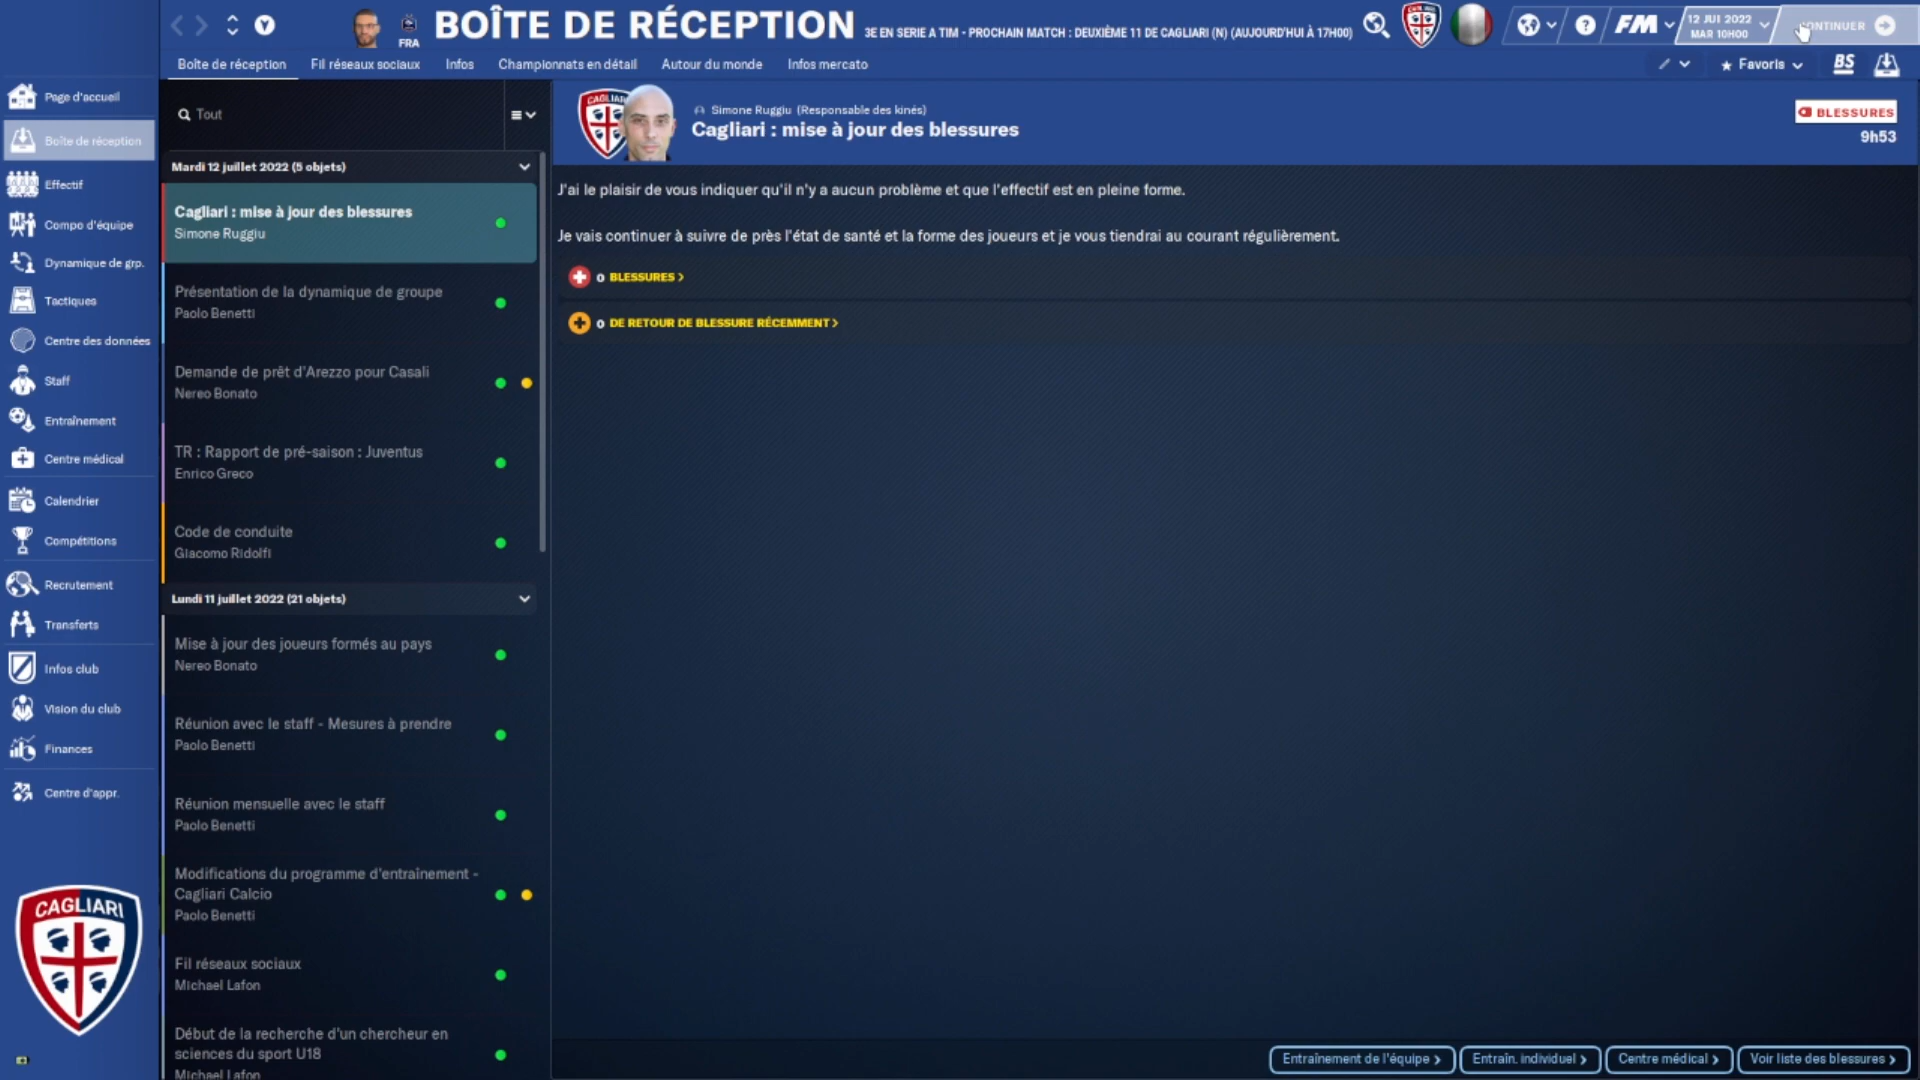 FRA
BOÎTE DE RÉCEPTION
3E EN SERIE A TIM - PROCHAIN MATCH : DEUXIÈME 11 DE CAGLIARI (N) (AUJOURD'HUI À 17H00)
FM
12 JUI 2022
MAR 10H00
CONTINUER
Boîte de réception
Fil réseaux sociaux
Infos
Championnats en détail
Autour du monde
Infos mercato
Favoris
BS
Page d'accueil
Boîte de réception
Effectif
Compo d'équipe
Dynamique de grp.
Tactiques
Centre des données
Staff
Entraînement
Centre médical
Calendrier
Compétitions
Recrutement
Transferts
Infos club
Vision du club
Finances
Centre d'appr.
CAGLIARI
Tout
Mardi 12 juillet 2022 (5 objets)
Cagliari : mise à jour des blessures
Simone Ruggiu
Présentation de la dynamique de groupe
Paolo Benetti
Demande de prêt d'Arezzo pour Casali
Nereo Bonato
TR : Rapport de pré-saison : Juventus
Enrico Greco
Code de conduite
Giacomo Ridolfi
Lundi 11 juillet 2022 (21 objets)
Mise à jour des joueurs formés au pays
Nereo Bonato
Réunion avec le staff - Mesures à prendre
Paolo Benetti
Réunion mensuelle avec le staff
Paolo Benetti
Modifications du programme d'entraînement -
Cagliari Calcio
Paolo Benetti
Fil réseaux sociaux
Michael Lafon
Début de la recherche d'un chercheur en
sciences du sport U18
Michael Lafon
Simone Ruggiu (Responsable des kinés)
Cagliari : mise à jour des blessures
BLESSURES
9h53
J'ai le plaisir de vous indiquer qu'il n'y a aucun problème et que l'effectif est en pleine forme.
Je vais continuer à suivre de près l'état de santé et la forme des joueurs et je vous tiendrai au courant régulièrement.
0 BLESSURES >
0 DE RETOUR DE BLESSURE RÉCEMMENT >
Entraînement de l'équipe >
Entraîn. individuel >
Centre médical >
Voir liste des blessures >